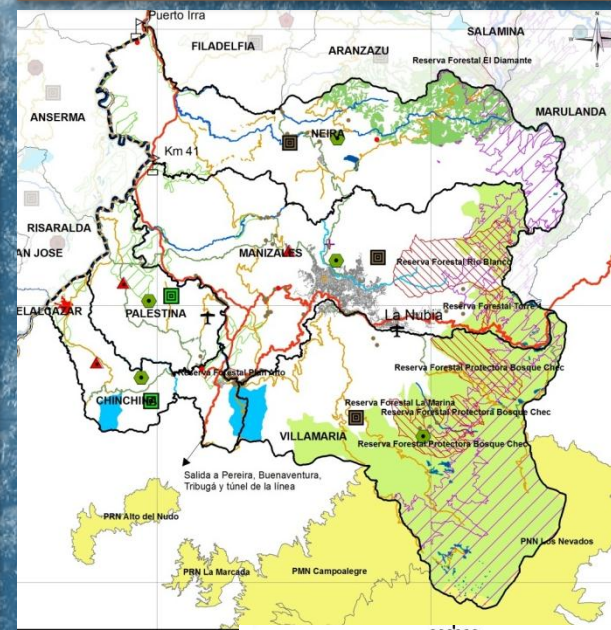 Puerto Irra
FILADELFIA
ARANZAZU
SALAMINA
Reserva Forestal El Diamante
ANSERMA
MARULANDA
NEIRA
Km 41
RISARALDA
AN JOSE
MANIZALES
Reserva Forestal Rio Blanco
ELALCAZAR
PALESTINA
La Nubia
Reserva Forestal Torre
Reserva Forestal Plan Alto
Reserva Forestal Protectora Bosque Chec
CHINCHINA
Reserva Forestal La Marina
Reserva Forestal Protectora Bosque Chec
VILLAMARIA
Reserva Forestal Protectora Bosque Chec
Salida a Pereira, Buenaventura,
Tribugá y túnel de la línea
PRN Alto del Nudo
PNN Los Nevados
PRN La Marcada
PMN Campoalegre